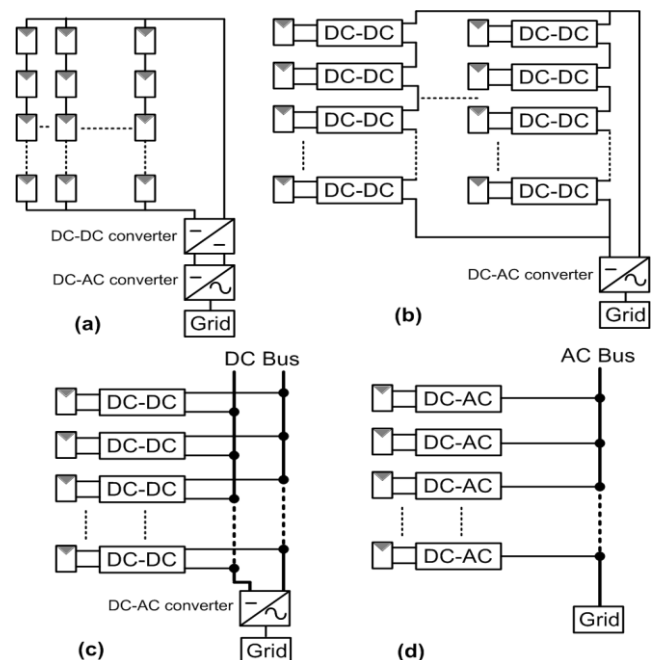 DC-DC converter
DC-AC converter
Grid
(a)
DC-DC DC-DC
DC-DC DC-DC
DC-DC DC-DC
DC-DC DC-DC
DC-AC converter
Grid
(b)
DC Bus
DC-DC
DC-DC
DC-DC
DC-DC
DC-AC converter
Grid
(c)
AC Bus
DC-AC
DC-AC
DC-AC
DC-AC
Grid
(d)